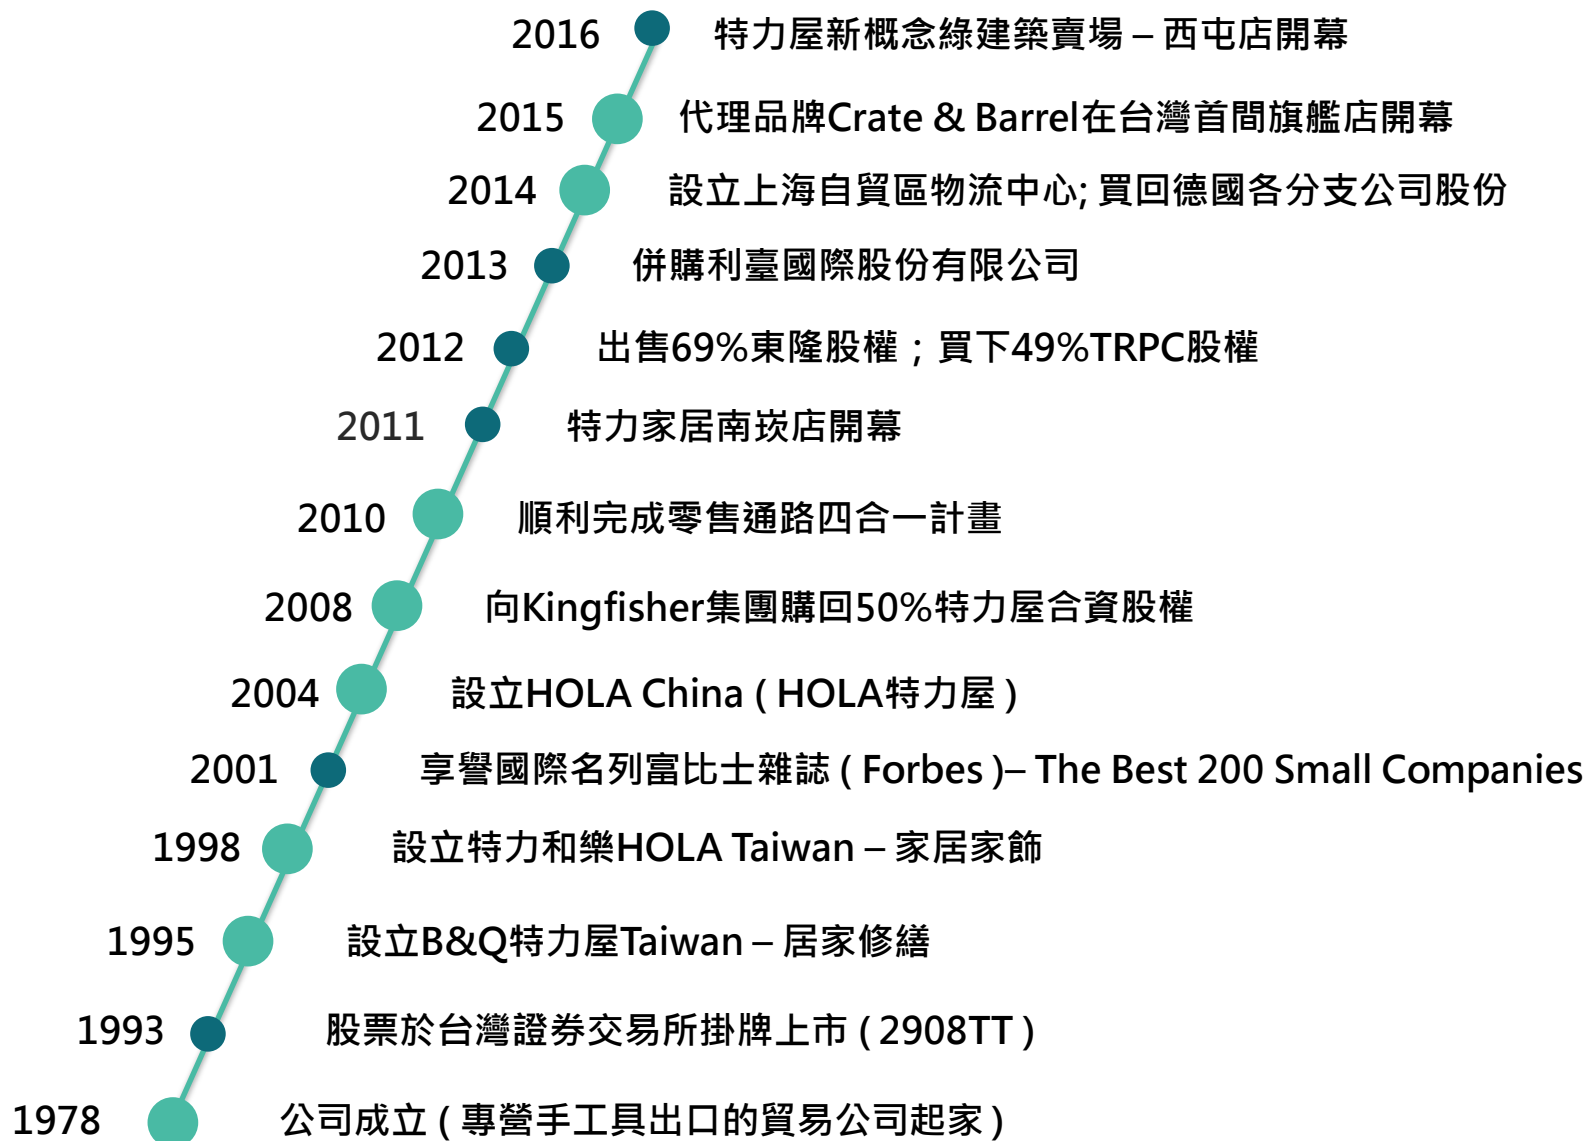 2016 特力屋新概念綠建築賣場 – 西屯店開幕
2015 代理品牌Crate & Barrel在台灣首間旗艦店開幕
2014 設立上海自貿區物流中心; 買回德國各分支公司股份
2013 併購利臺國際股份有限公司
2012 出售69%東隆股權；買下49%TRPC股權
2011 特力家居南崁店開幕
2010 順利完成零售通路四合一計畫
2008 向Kingfisher集團購回50%特力屋合資股權
2004 設立HOLA China ( HOLA特力屋 )
2001 享譽國際名列富比士雜誌 ( Forbes )– The Best 200 Small Companies
1998 設立特力和樂HOLA Taiwan – 家居家飾
1995 設立B&Q特力屋Taiwan – 居家修繕
1993 股票於台灣證券交易所掛牌上市 ( 2908TT )
1978 公司成立 ( 專營手工具出口的貿易公司起家 )